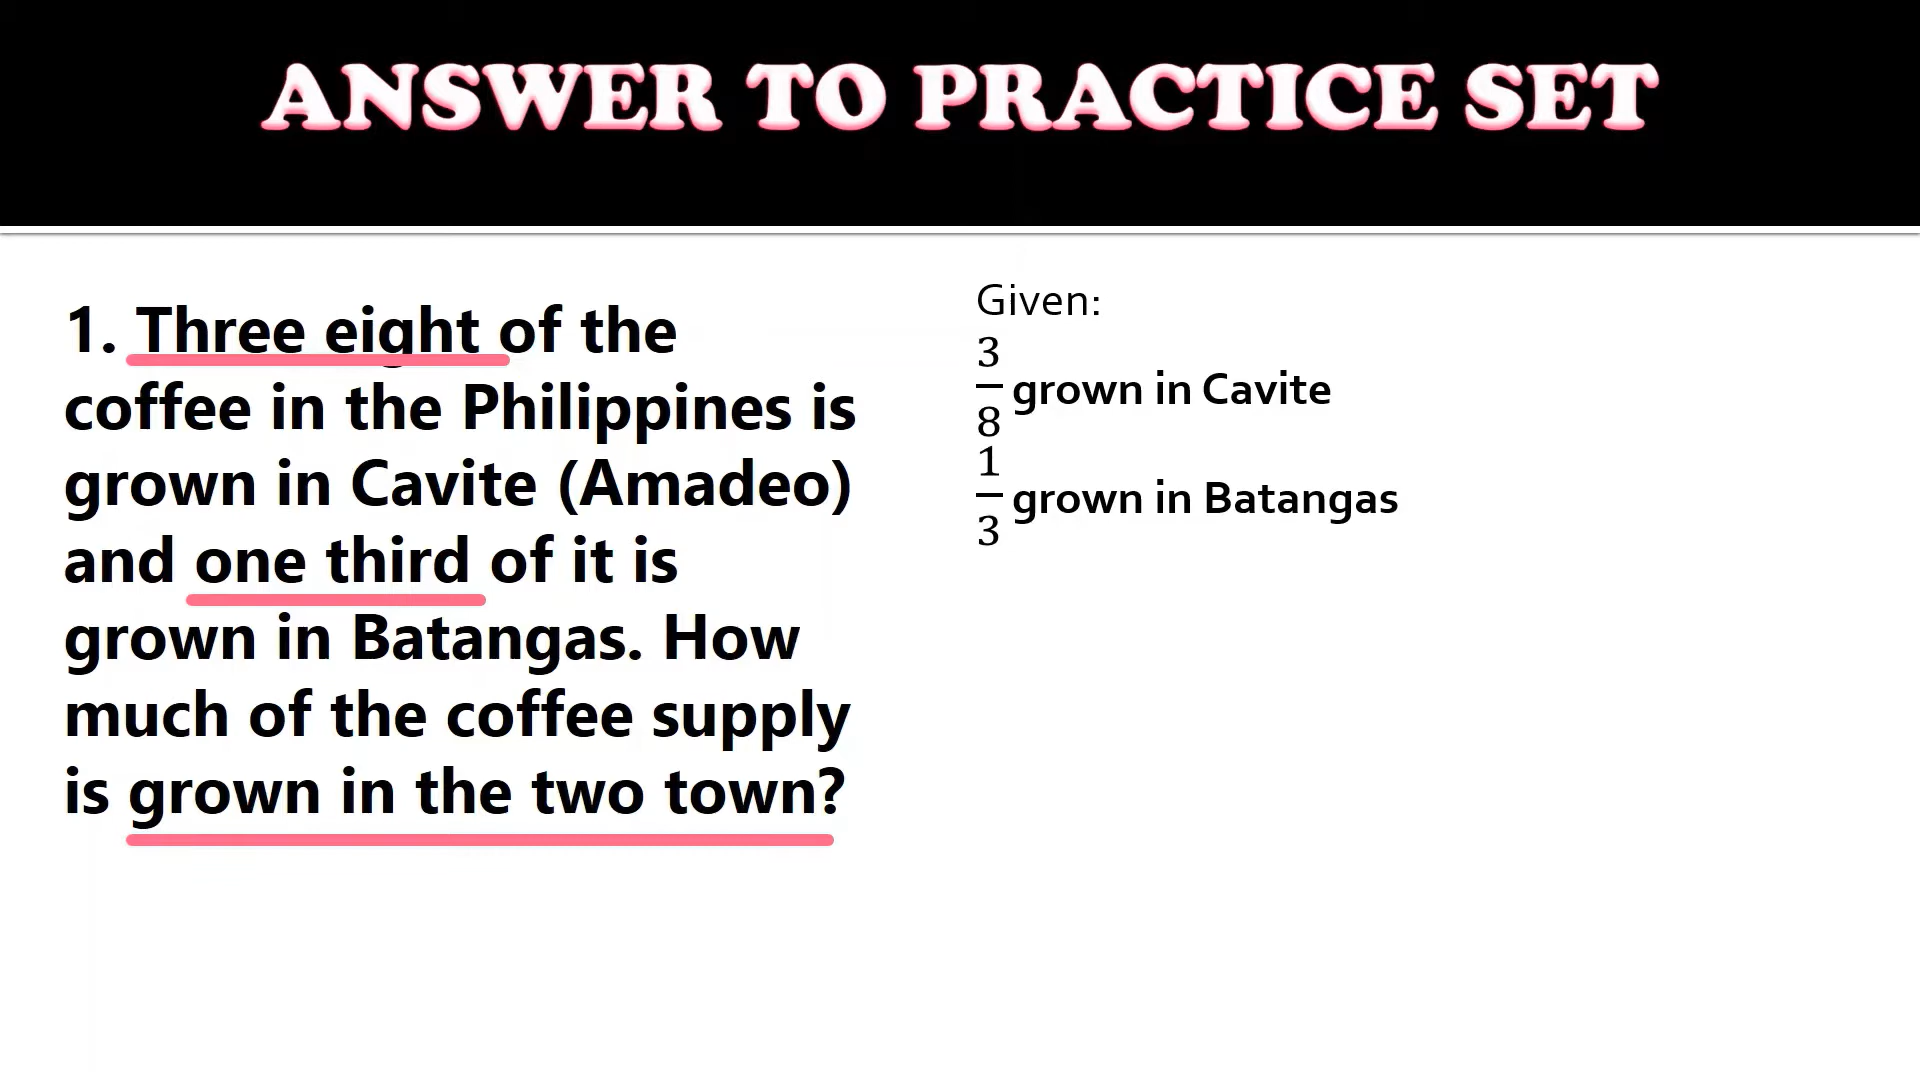 ANSWER TO PRACTICE SET
1. Three eight of the
coffee in the Philippines is
grown in Cavite (Amadeo)
and one third of it is
grown in Batangas. How
much of the coffee supply
is grown in the two town?
Given:
3/8 grown in Cavite
1/3 grown in Batangas